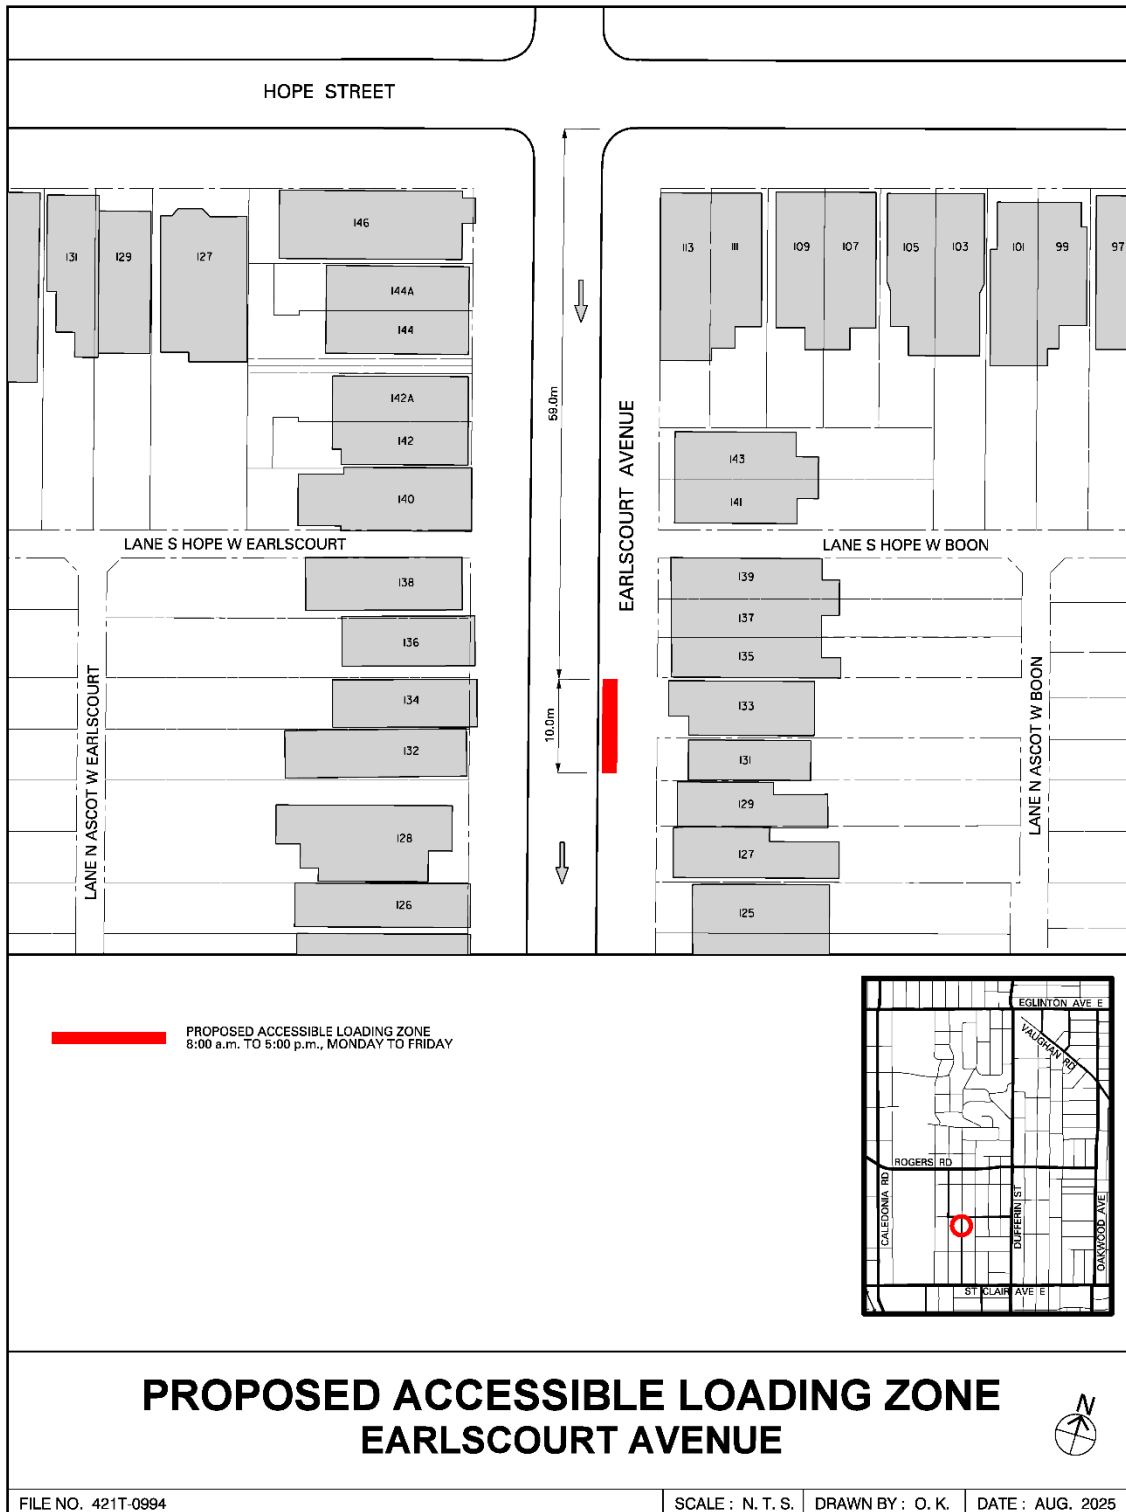 HOPE STREET
146
131
129
127
113
111
109
107
105
103
101
99
97
144A
144
59.0m
142A
142
EARLSCOURT AVENUE
143
140
141
LANE S HOPE W EARLSCOURT
LANE S HOPE W BOON
138
139
137
136
135
LANE N ASCOT W EARLSCOURT
LANE N ASCOT W BOON
134
133
10.0m
132
131
129
128
127
126
125
PROPOSED ACCESSIBLE LOADING ZONE
8:00 a.m. TO 5:00 p.m., MONDAY TO FRIDAY
EGLINTON AVE E
VAUGHAN RD
ROGERS RD
CALEDONIA RD
DUFFERIN ST
OAKWOOD AVE
ST CLAIR AVE E
PROPOSED ACCESSIBLE LOADING ZONE
EARLSCOURT AVENUE
N
FILE NO. 421T-0994
SCALE : N. T. S.
DRAWN BY : O. K.
DATE : AUG. 2025